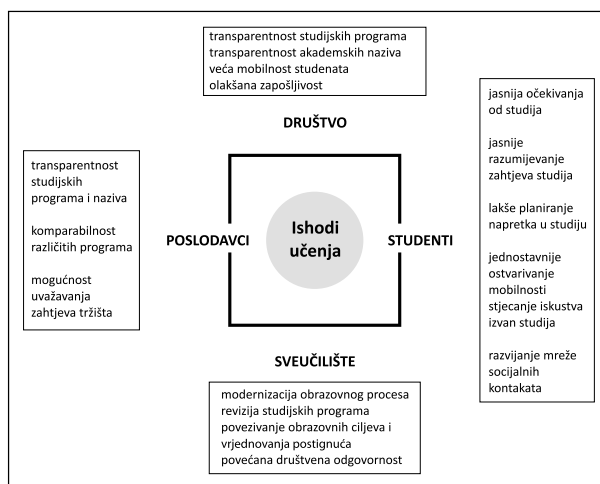 transparentnost studijskih programa
transparentnost akademskih naziva
veća mobilnost studenata
olakšana zapošljivost
DRUŠTVO
transparentnost
studijskih
programa i naziva
komparabilnost
različitih programa
mogućnost
uvažavanja
zahtjeva tržišta
POSLODAVCI
Ishodi
učenja
STUDENTI
jasnija očekivanja
od studija
jasnije
razumijevanje
zahtjeva studija
lakše planiranje
napretka u studiju
jednostavnije
ostvarivanje
mobilnosti
stjecanje iskustva
izvan studija
razvijanje mreže
socijalnih
kontakata
SVEUČILIŠTE
modernizacija obrazovnog procesa
revizija studijskih programa
povezivanje obrazovnih ciljeva i
vrjednovanja postignuća
povećana društvena odgovornost